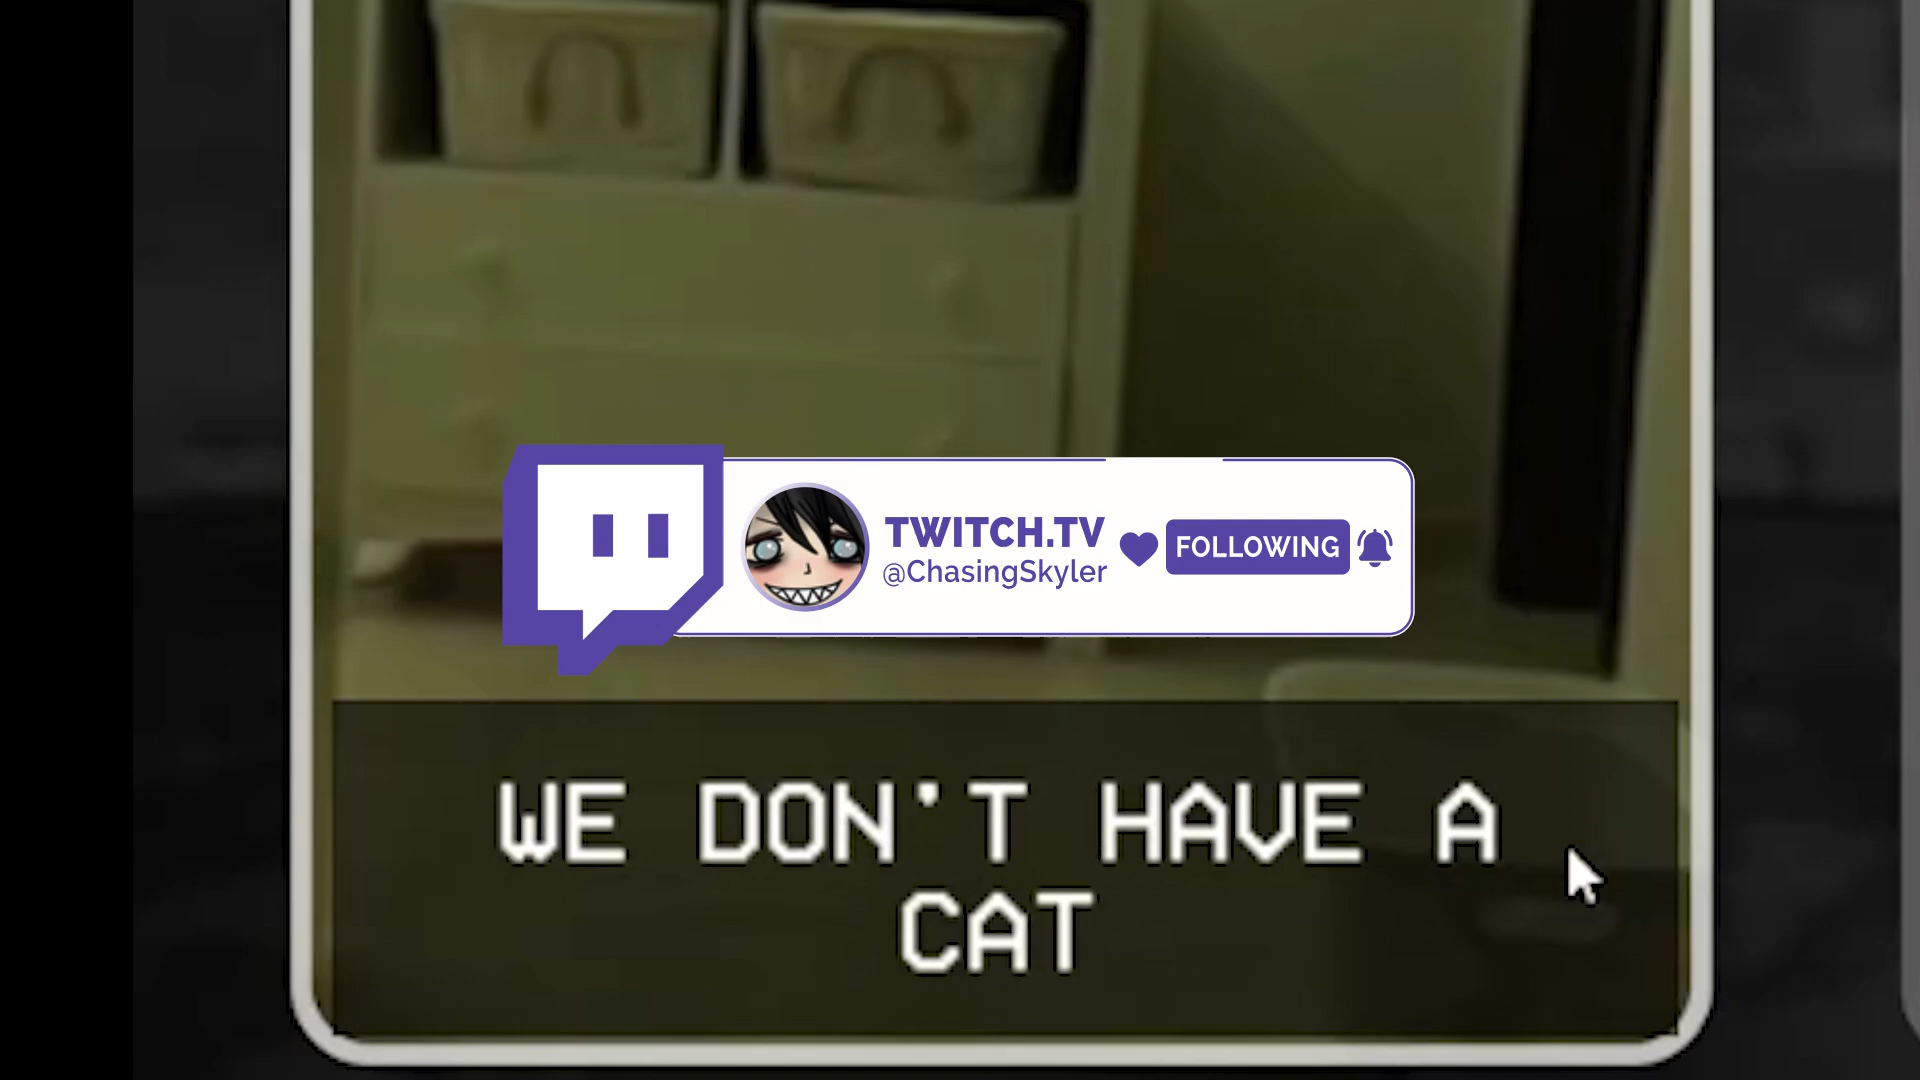 TWITCH.TV
@ChasingSkyler
FOLLOWING
WE DON'T HAVE A
CAT